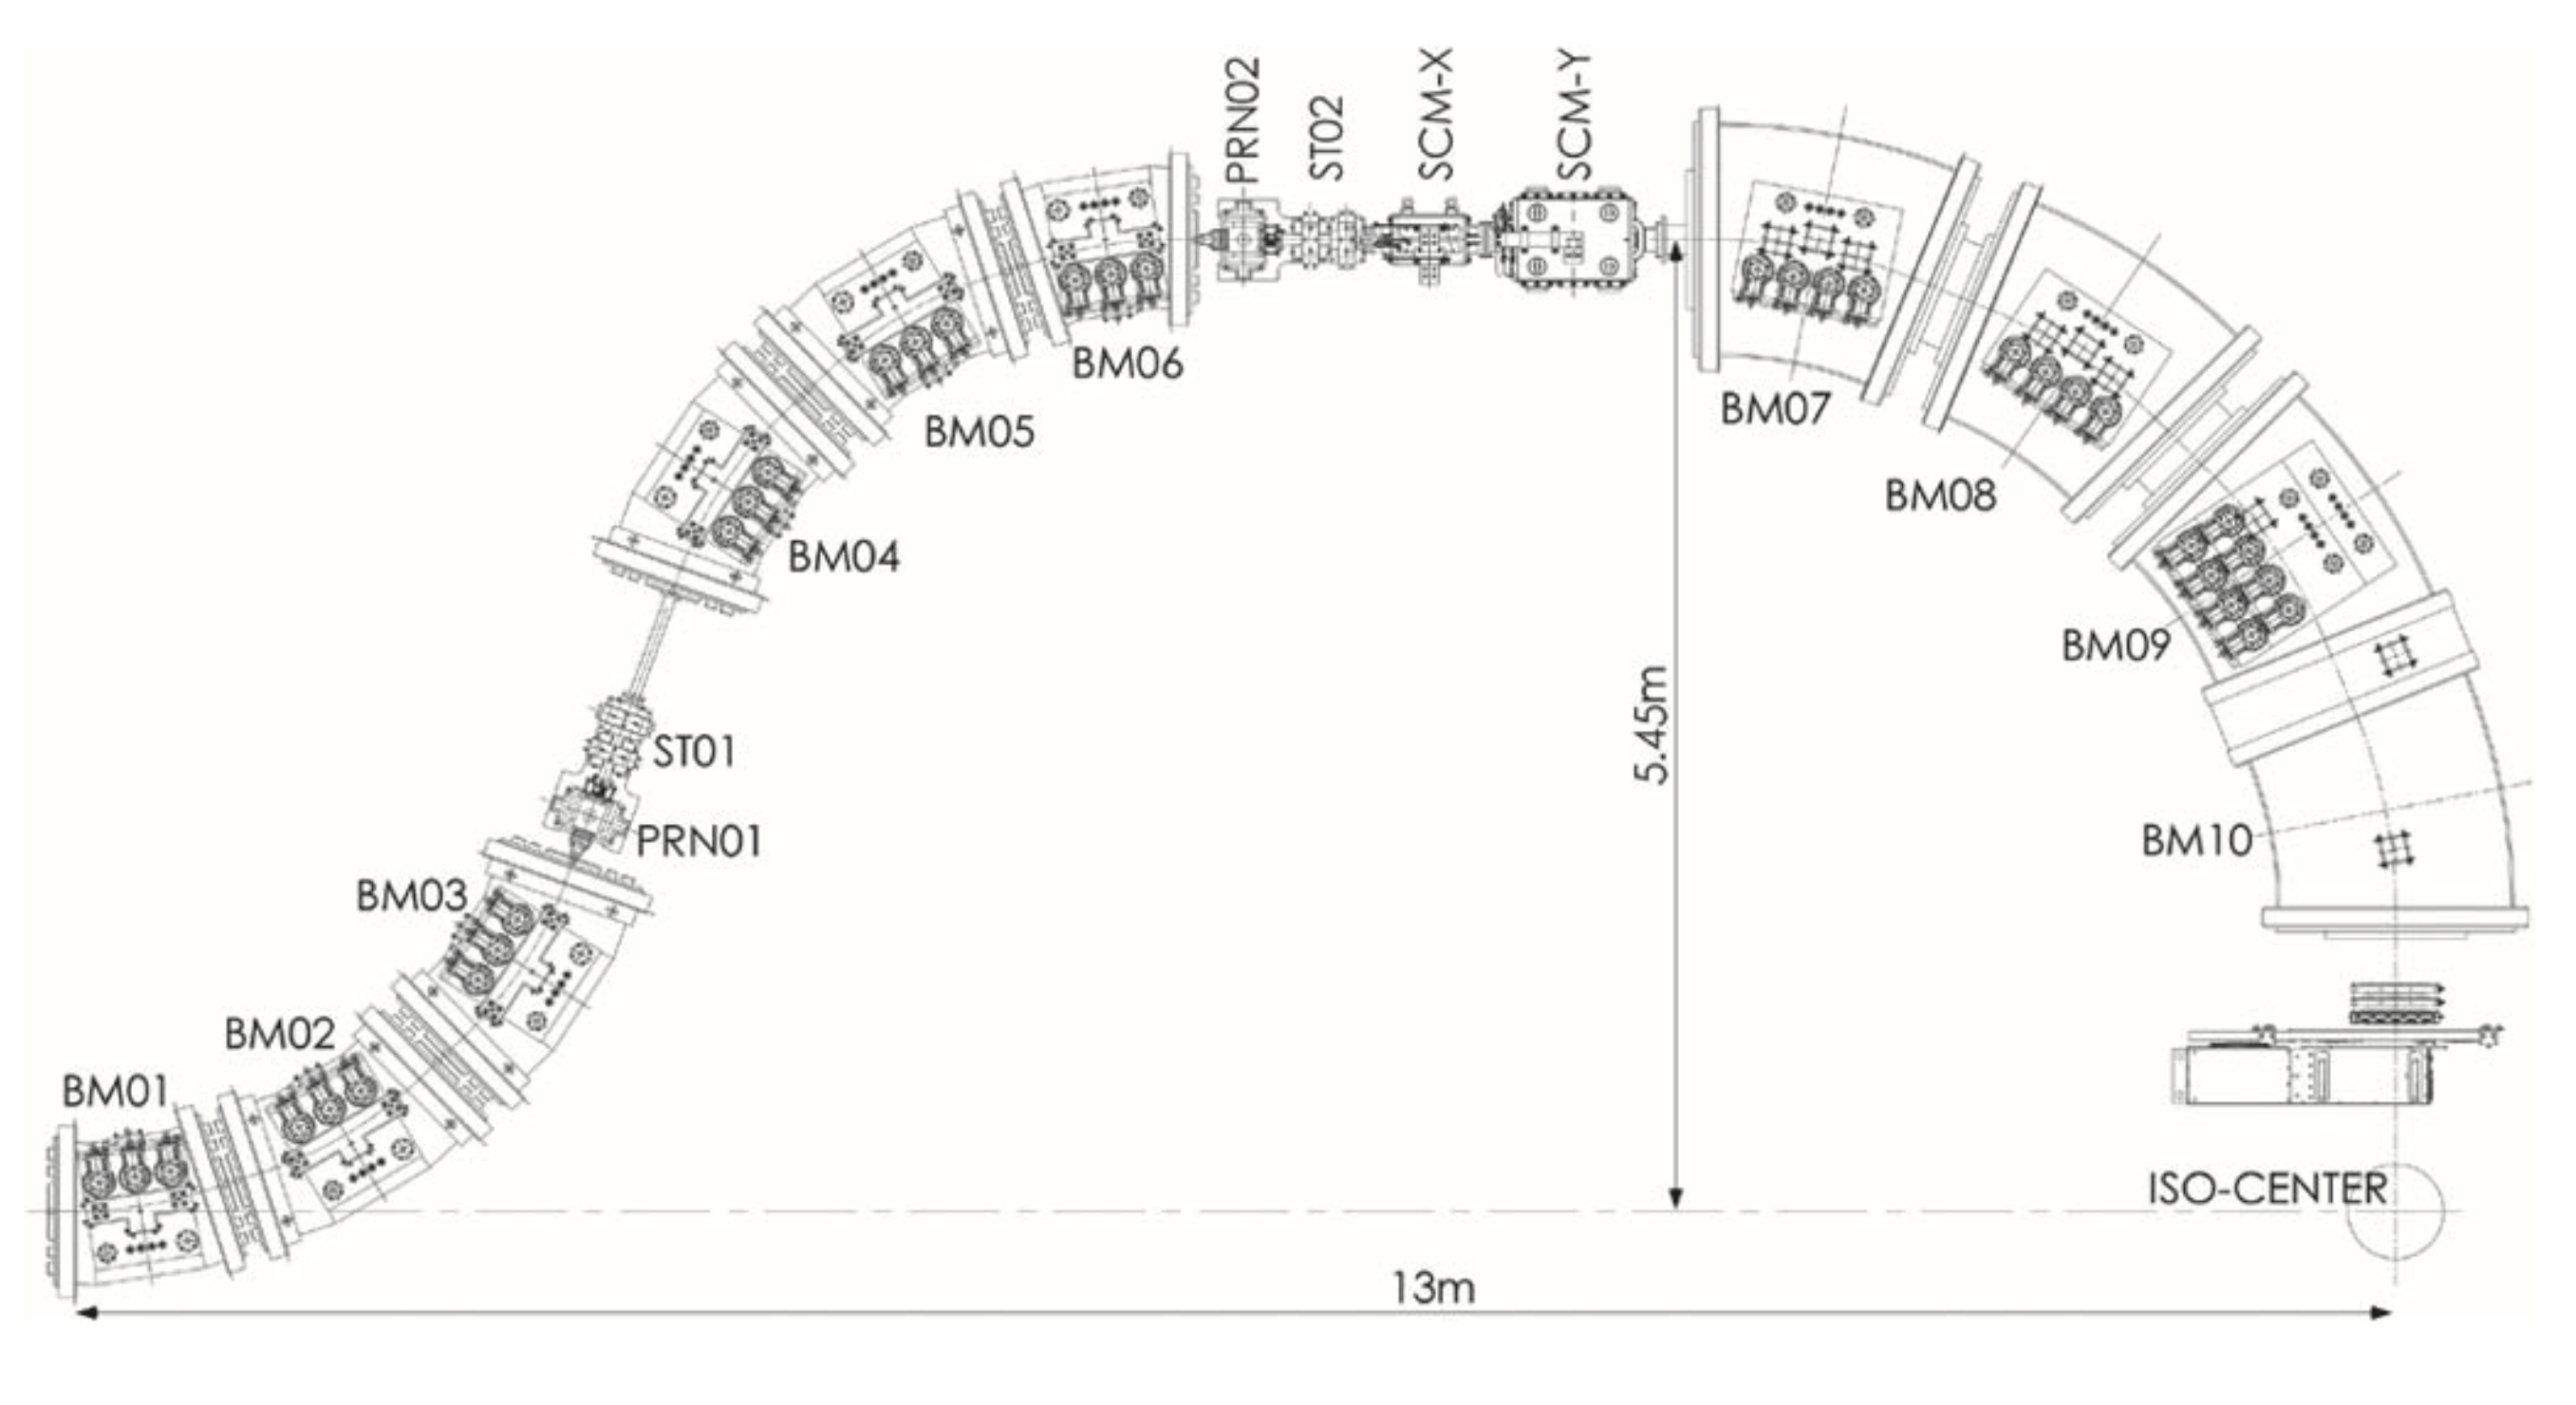 PRN02
ST02
SCM-X
SCM-Y
BM06
BM05
BM04
BM07
BM08
BM09
5.45m
ST01
PRN01
BM10
BM03
BM02
BM01
ISO-CENTER
13m